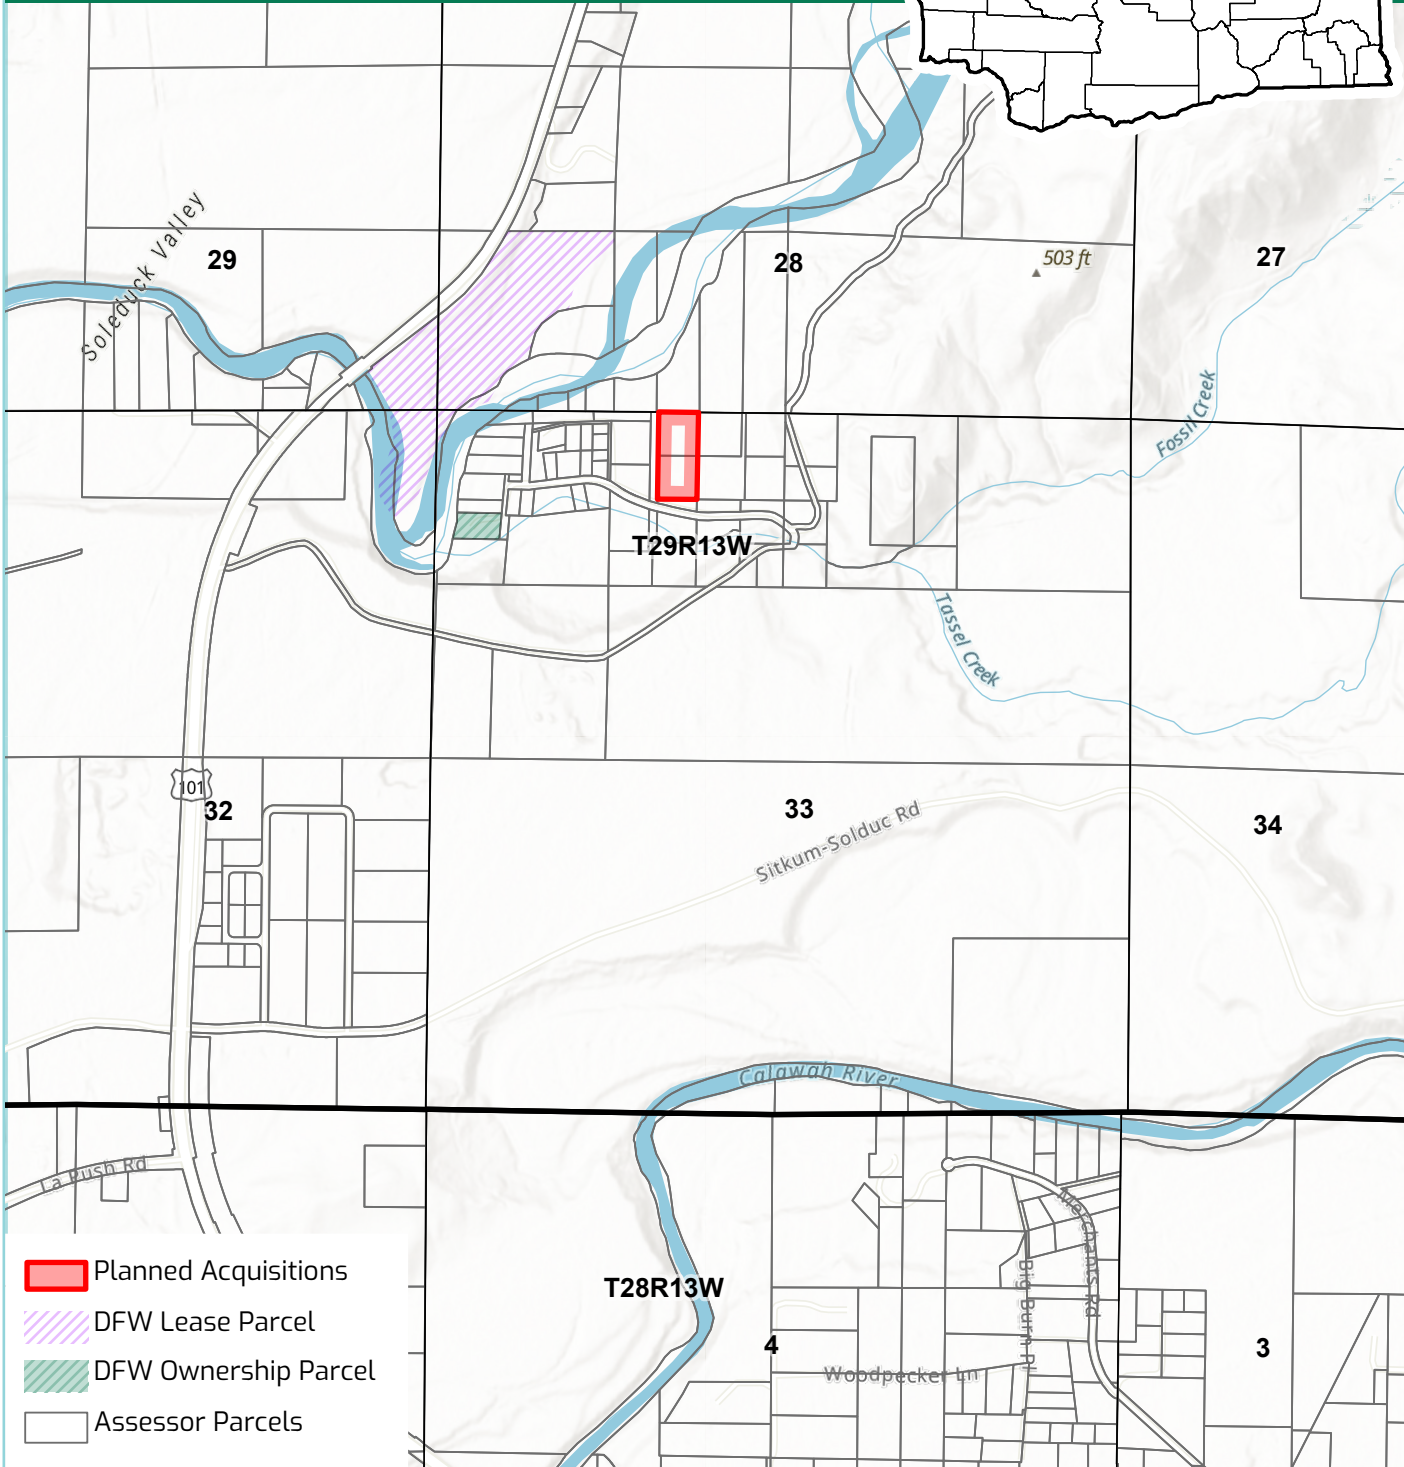 Soleduck Valley
29
28
503 ft
27
Fossil Creek
T29R13W
Tassel Creek
101
32
33
Sitkum-Solduc Rd
34
Calawah River
La Push Rd
Merchants Rd
Big Burn Pl
T28R13W
4
3
Woodpecker Ln
Planned Acquisitions
DFW Lease Parcel
DFW Ownership Parcel
Assessor Parcels